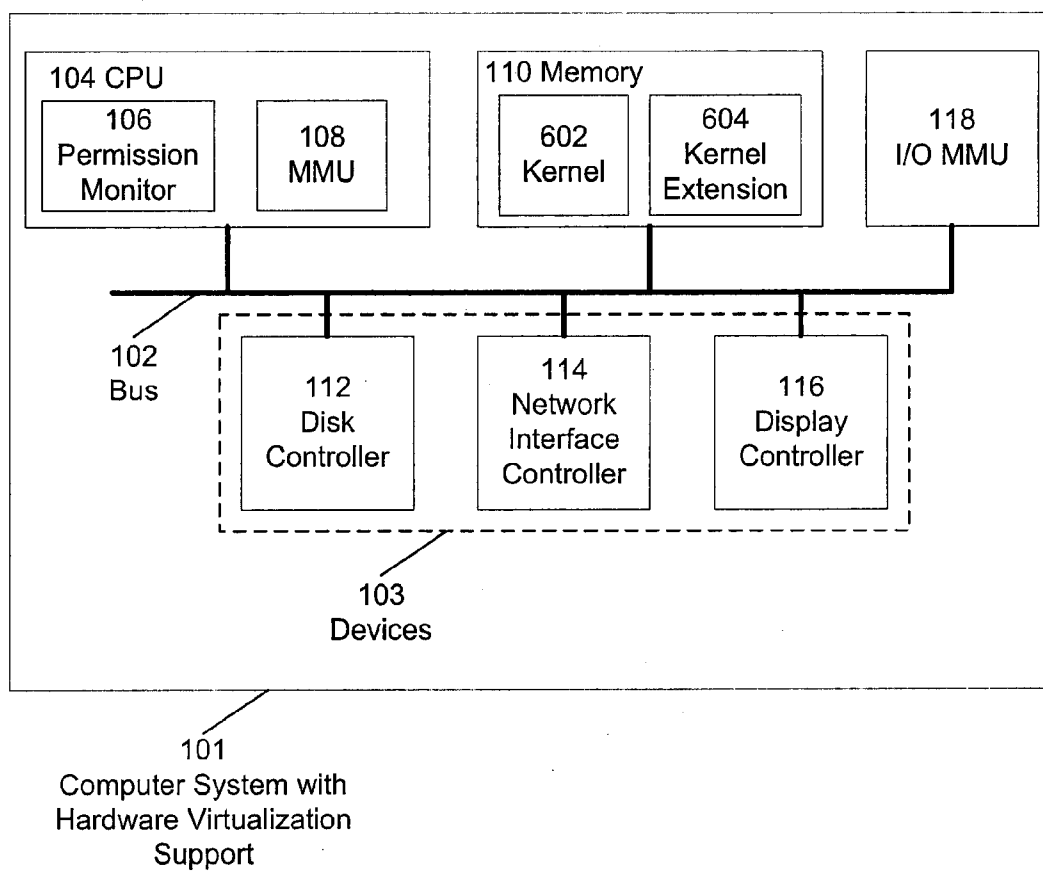 104 CPU
106
Permission
Monitor
108
MMU
110 Memory
602
Kernel
604
Kernel
Extension
118
I/O MMU
102
Bus
112
Disk
Controller
114
Network
Interface
Controller
116
Display
Controller
103
Devices
101
Computer System with
Hardware Virtualization
Support